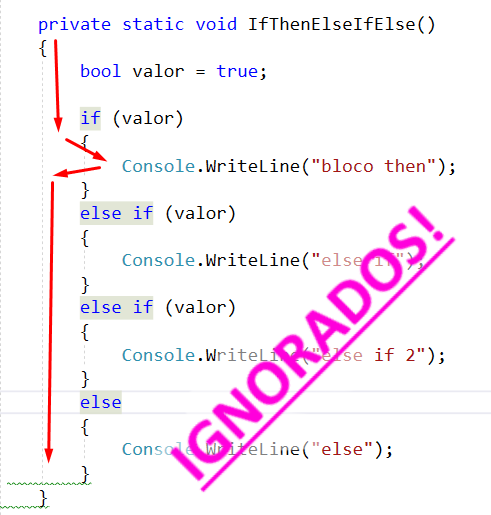 private static void IfThenElseIfElse()
{
bool valor = true;
if (valor)
{
Console.WriteLine("bloco then");
}
else if (valor)
{
Console.WriteLine("else if");
}
else if (valor)
{
Console.WriteLine("else if 2");
}
else
{
Console.WriteLine("else");
}
}
IGNORADOS!